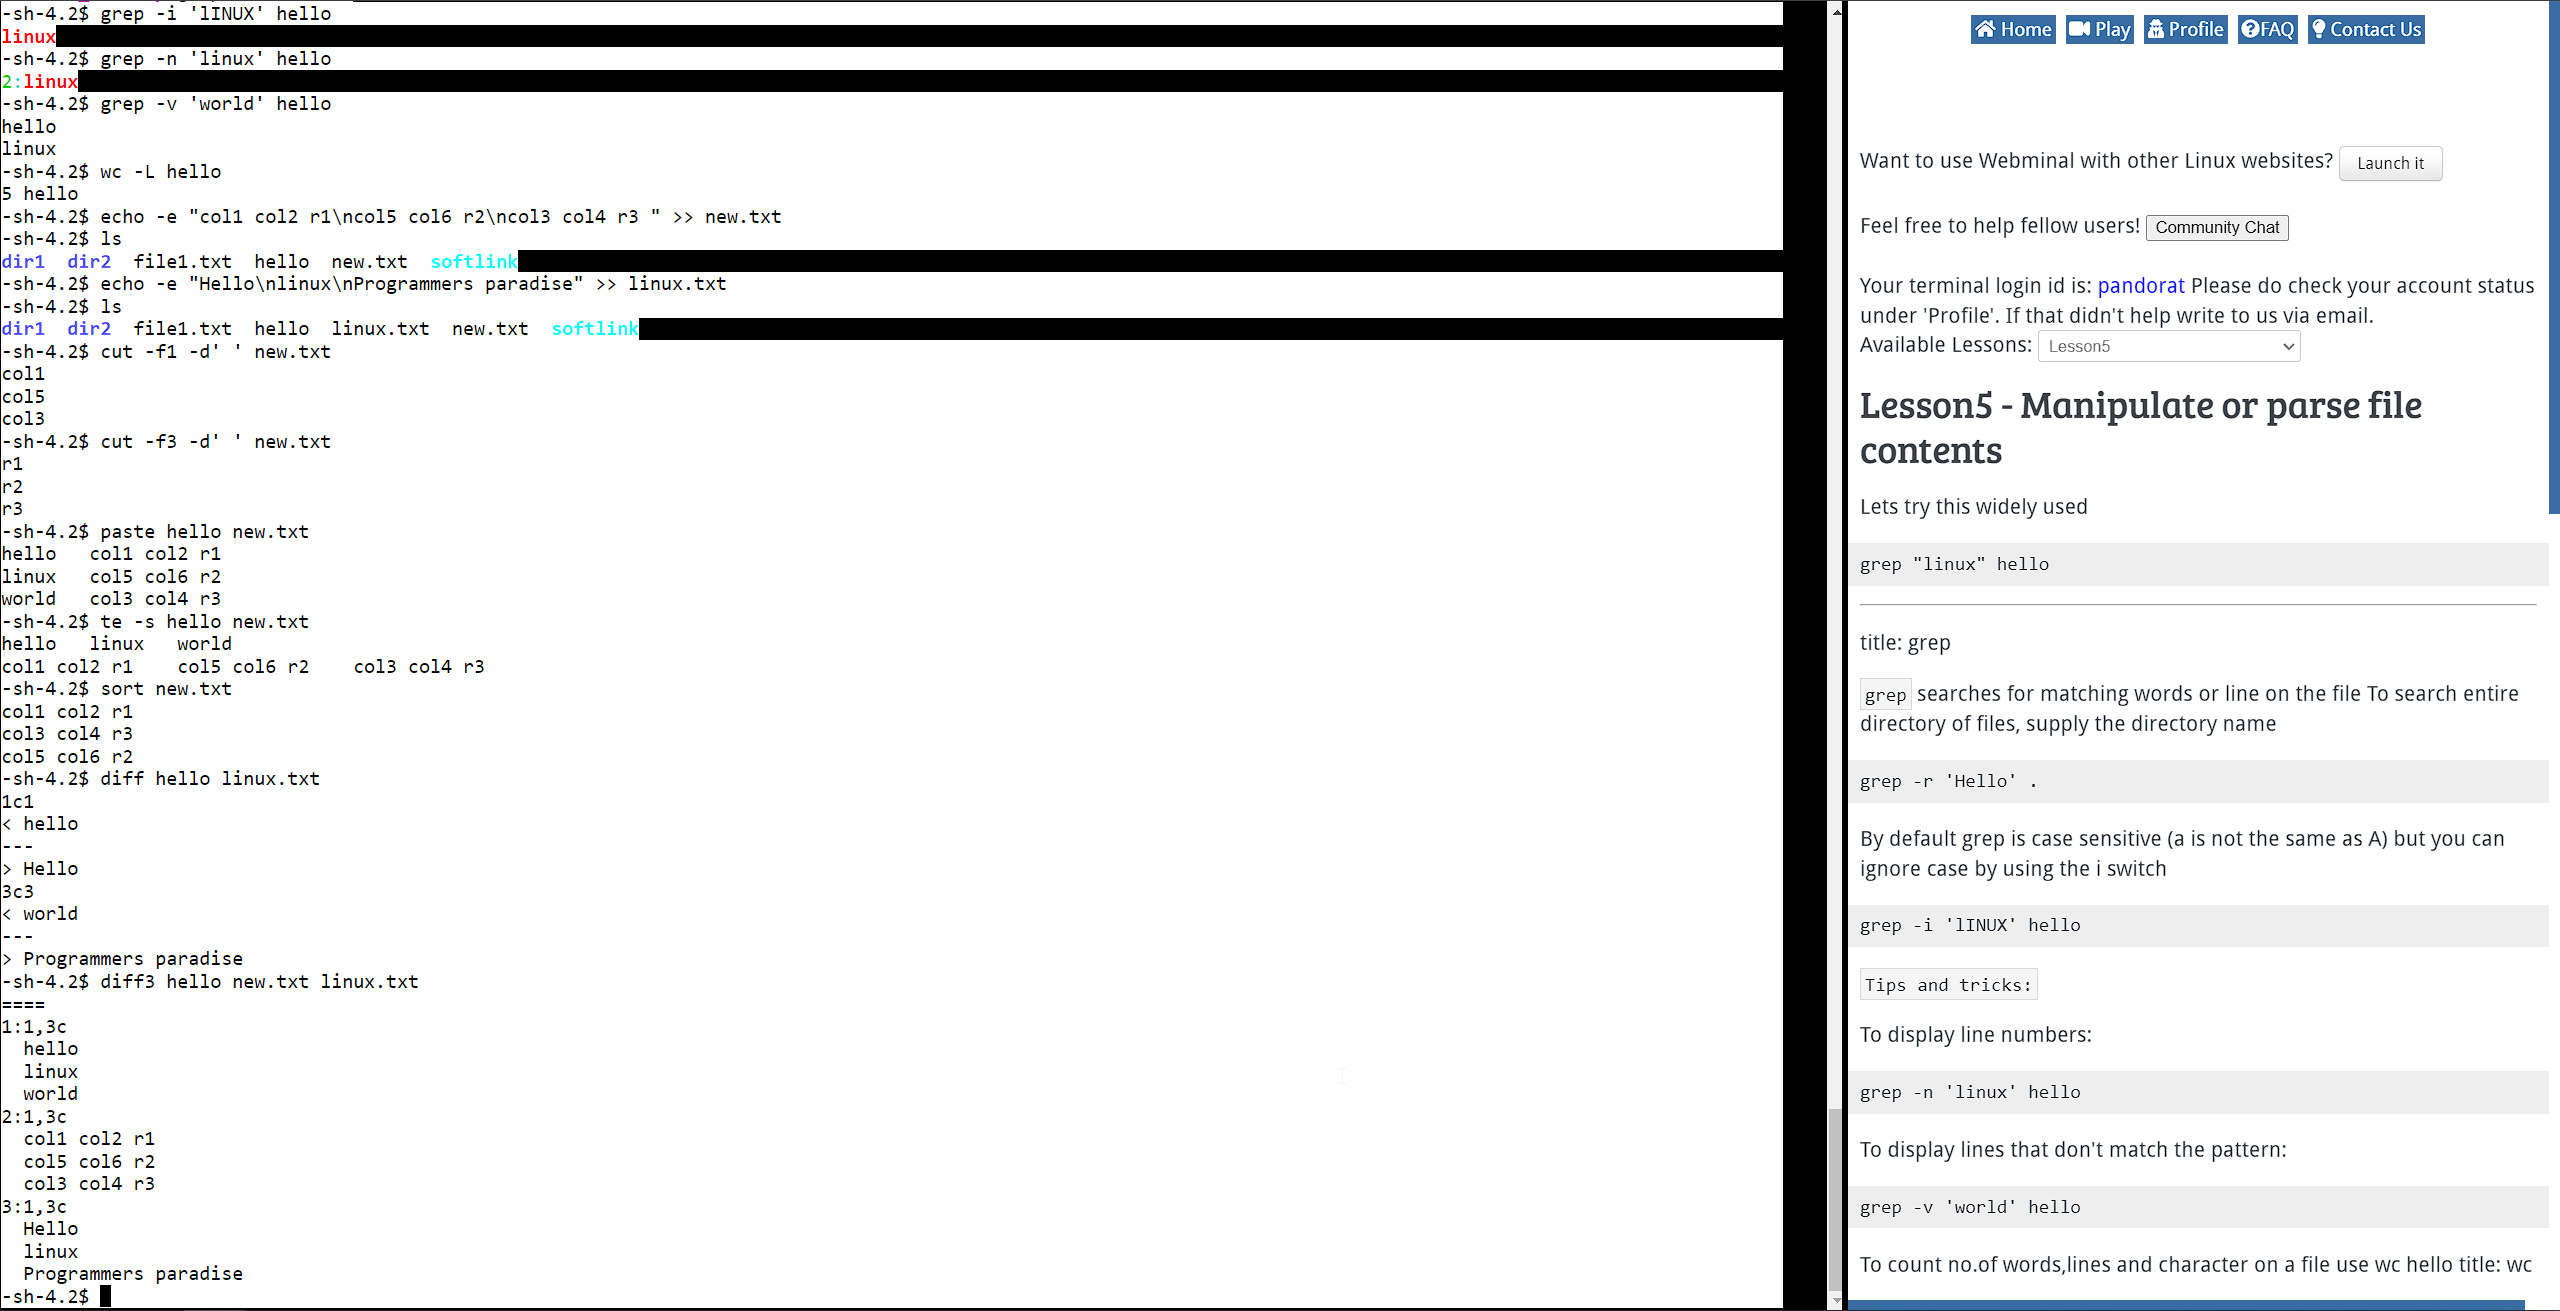 -sh-4.2$ grep -i 'lINUX' hello
linux
-sh-4.2$ grep -n 'linux' hello
2:linux
-sh-4.2$ grep -v 'world' hello
hello
linux
-sh-4.2$ wc -L hello
5 hello
-sh-4.2$ echo -e "col1 col2 r1\ncol5 col6 r2\ncol3 col4 r3 " >> new.txt
-sh-4.2$ ls
dir1  dir2  file1.txt  hello  new.txt  softlink
-sh-4.2$ echo -e "Hello\nlinux\nProgrammers paradise" >> linux.txt
-sh-4.2$ ls
dir1  dir2  file1.txt  hello  linux.txt  new.txt  softlink
-sh-4.2$ cut -f1 -d' ' new.txt
col1
col5
col3
-sh-4.2$ cut -f3 -d' ' new.txt
r1
r2
r3
-sh-4.2$ paste hello new.txt
hello   col1 col2 r1
linux   col5 col6 r2
world   col3 col4 r3
-sh-4.2$ te -s hello new.txt
hello   linux   world
col1 col2 r1    col5 col6 r2    col3 col4 r3
-sh-4.2$ sort new.txt
col1 col2 r1
col3 col4 r3
col5 col6 r2
-sh-4.2$ diff hello linux.txt
1c1
< hello
---
> Hello
3c3
< world
---
> Programmers paradise
-sh-4.2$ diff3 hello new.txt linux.txt
====
1:1,3c
  hello
  linux
  world
2:1,3c
  col1 col2 r1
  col5 col6 r2
  col3 col4 r3
3:1,3c
  Hello
  linux
  Programmers paradise
-sh-4.2$
Home Play Profile FAQ Contact Us
Want to use Webminal with other Linux websites? Launch it
Feel free to help fellow users! Community Chat
Your terminal login id is: pandorat Please do check your account status
under 'Profile'. If that didn't help write to us via email.
Available Lessons: Lesson5
Lesson5 - Manipulate or parse file
contents
Lets try this widely used
grep "linux" hello
title: grep
grep searches for matching words or line on the file To search entire
directory of files, supply the directory name
grep -r 'Hello' .
By default grep is case sensitive (a is not the same as A) but you can
ignore case by using the i switch
grep -i 'lINUX' hello
Tips and tricks:
To display line numbers:
grep -n 'linux' hello
To display lines that don't match the pattern:
grep -v 'world' hello
To count no.of words,lines and character on a file use wc hello title: wc